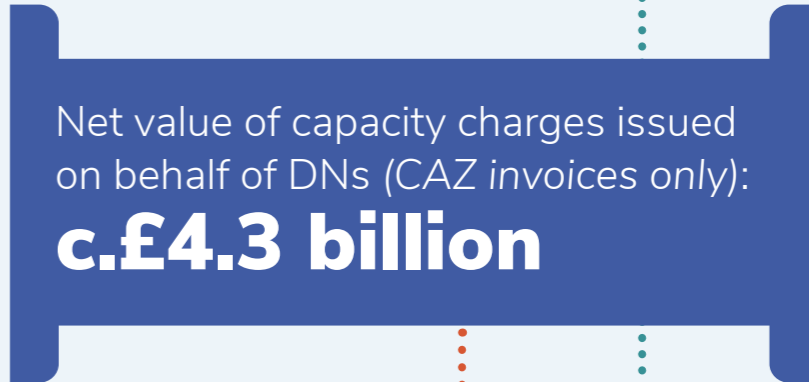 Net value of capacity charges issued
on behalf of DNs (CAZ invoices only):
c.£4.3 billion